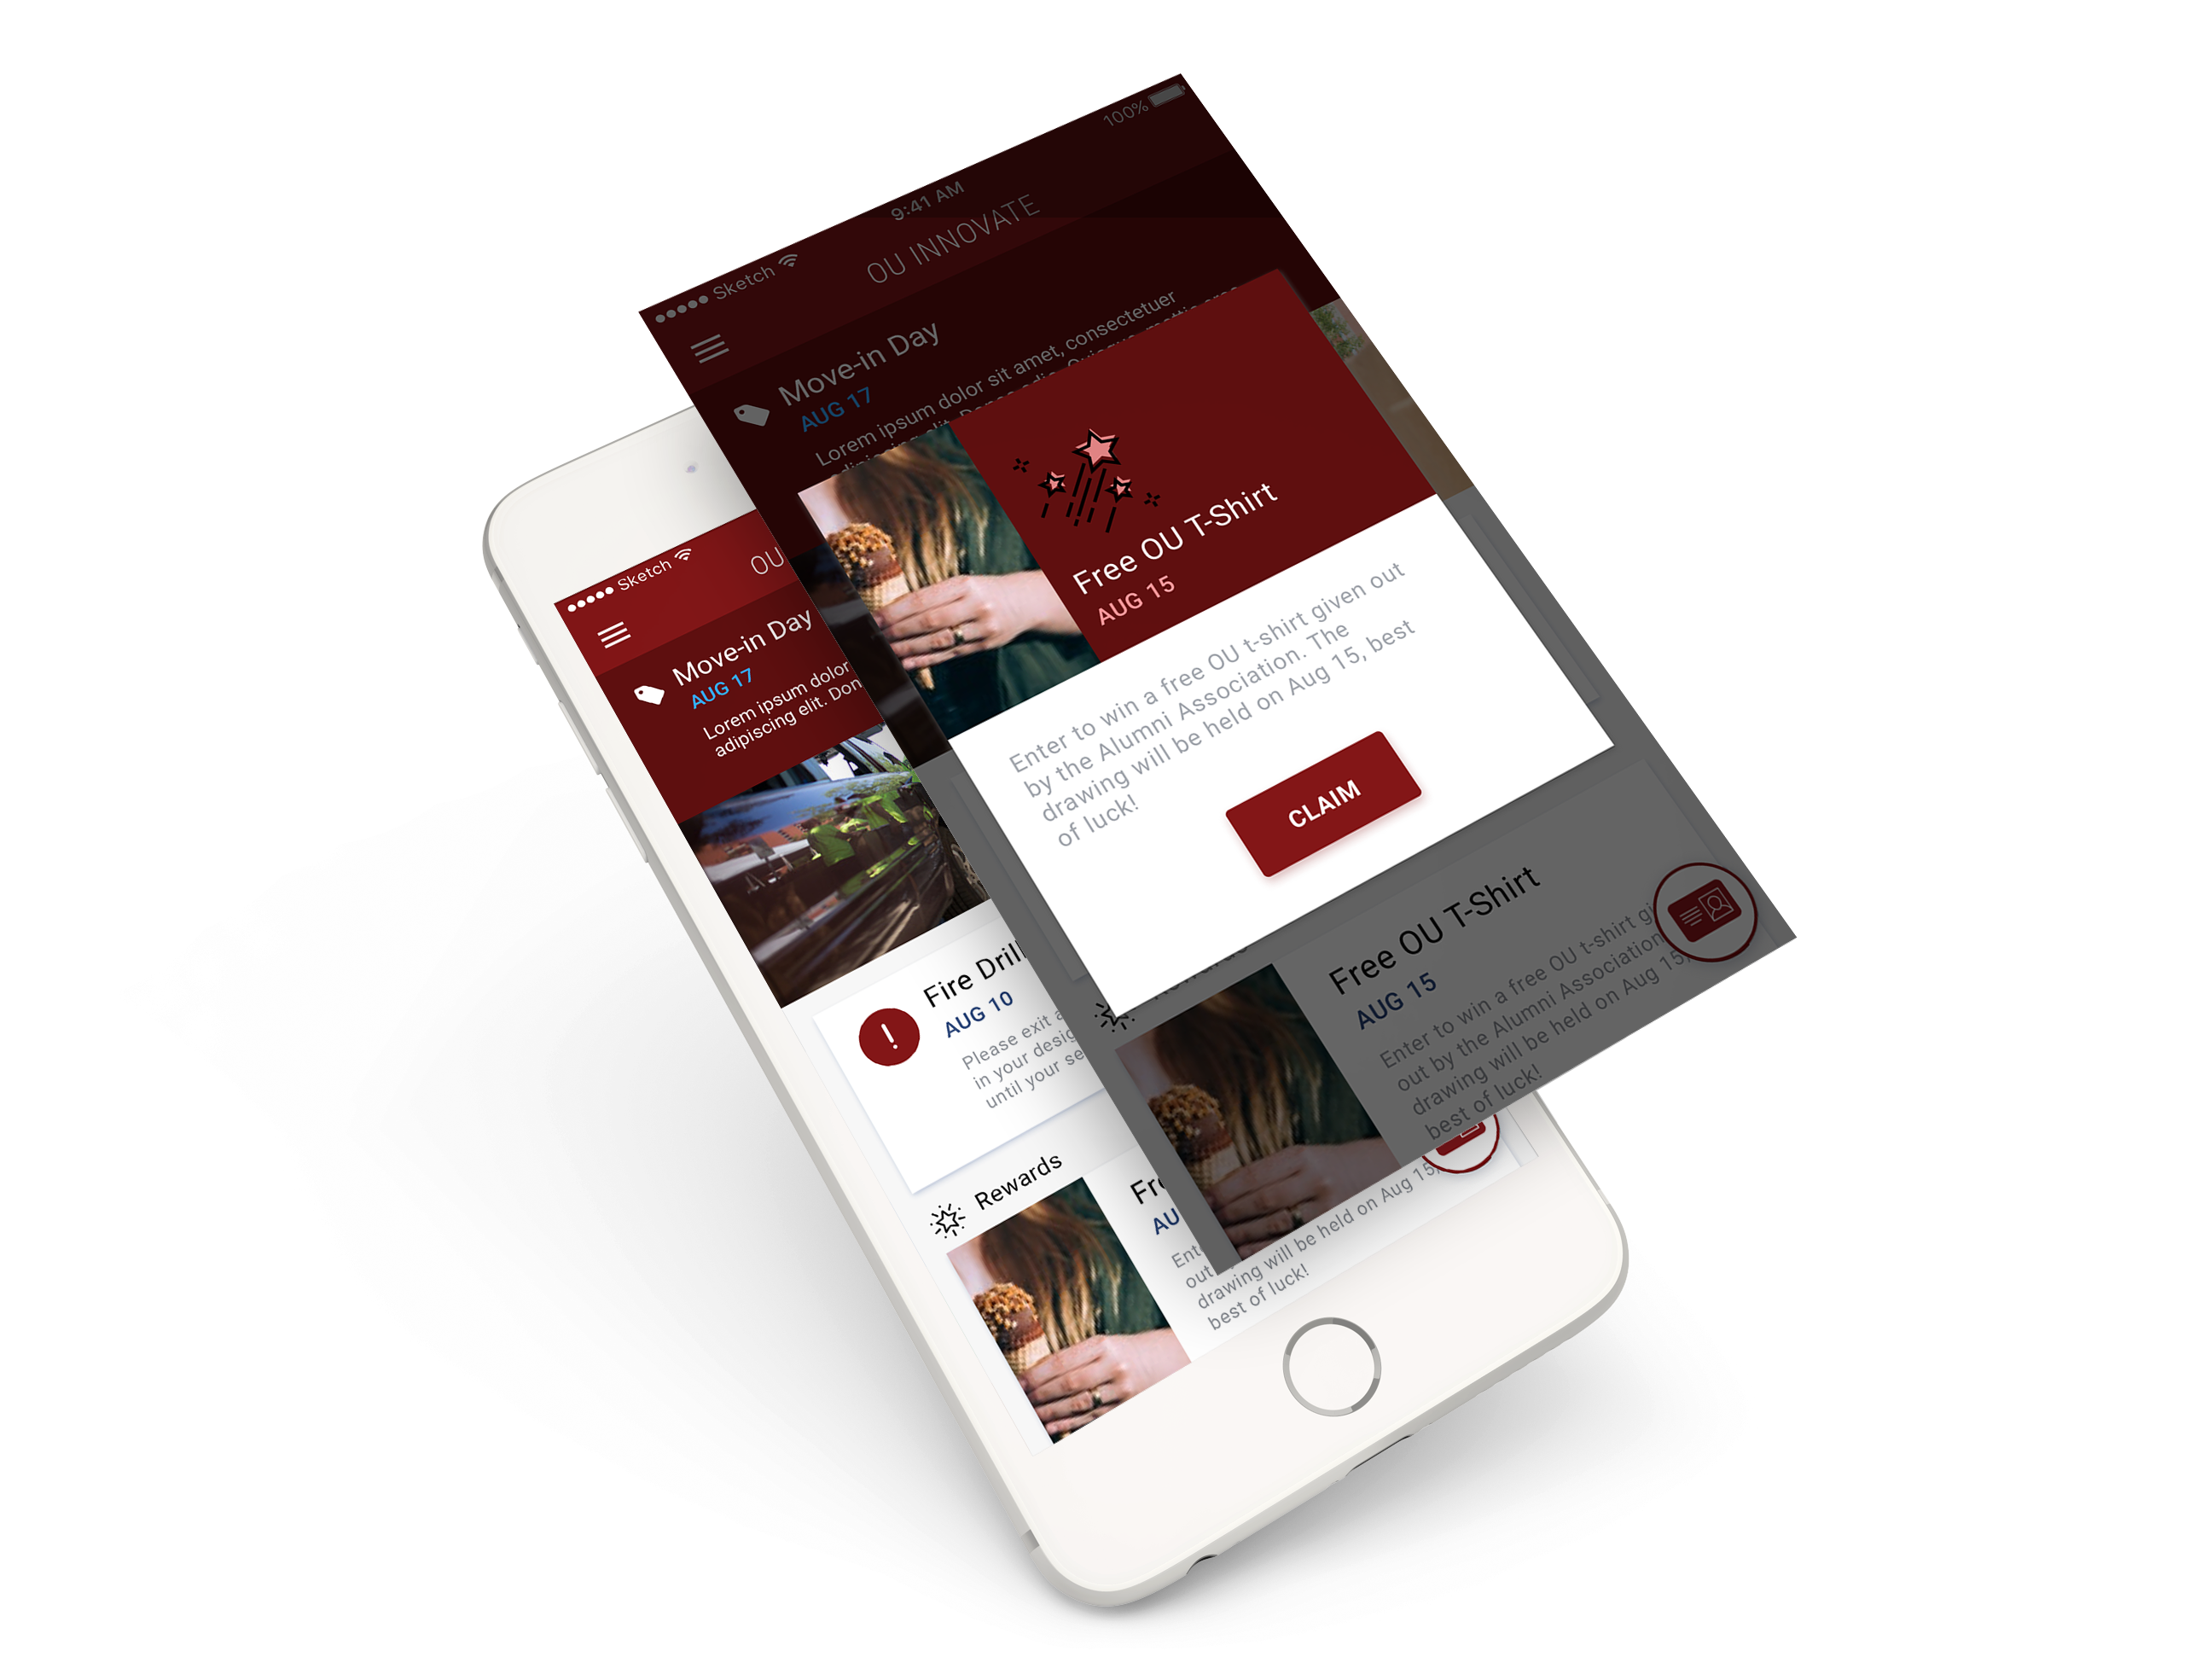 100%
9:41 AM
Sketch
OU INNOVATE
Move-in Day
AUG 17
Lorem ipsum dolor sit amet, consectetuer
Free OU T-Shirt
AUG 15
Enter to win a free OU t-shirt given out
by the Alumni Association. The
drawing will be held on Aug 15, best
of luck!
CLAIM
Free OU T-Shirt
AUG 15
Enter to win a free OU t-shirt gi
out by the Alumni Association
drawing will be held on Aug 15,
best of luck!
Sketch
OU
Move-in Day
AUG 17
Lorem ipsum dolor
adipiscing elit. Don
Fire Drill
AUG 10
Please exit a
in your desig
until your se
Rewards
Fre
AU
Ent
out
drawing will be held on Aug 15,
best of luck!